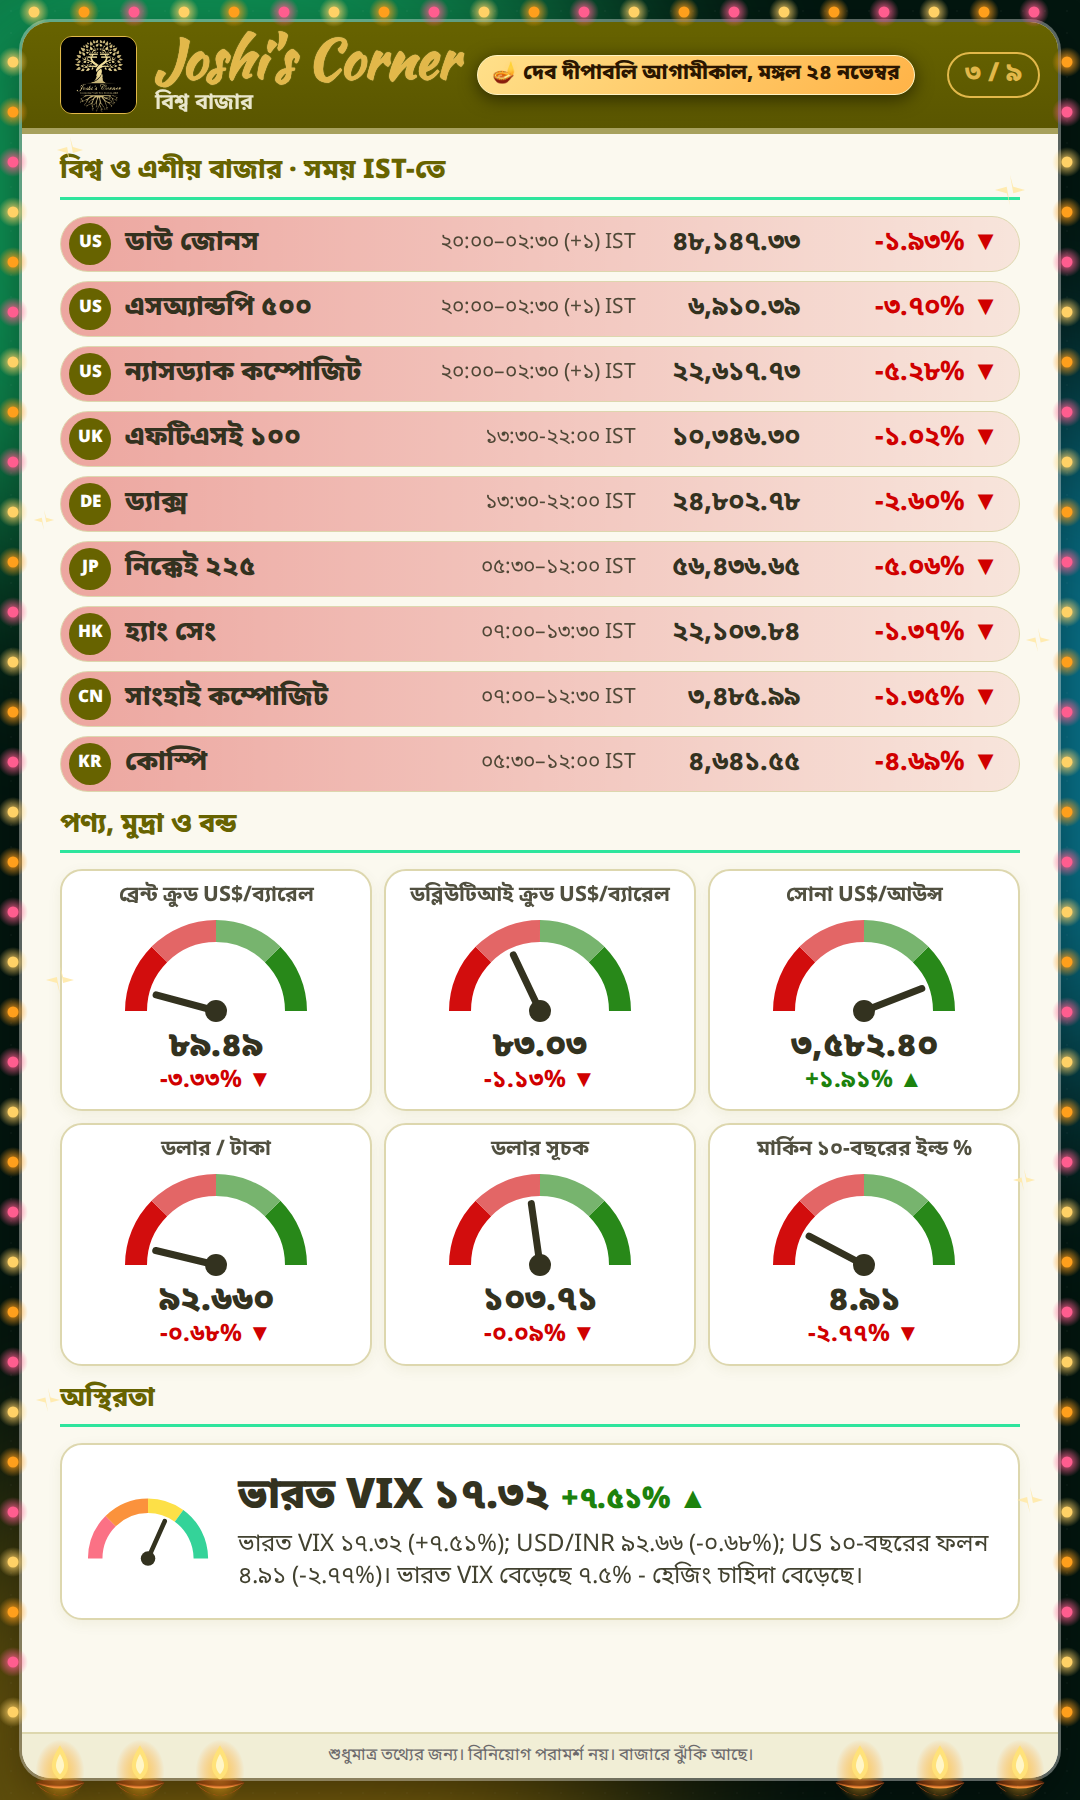 Joshi's Corner
বিশ্ব বাজার
Joshi's Corner
🪔 দেব দীপাবলি আগামীকাল, মঙ্গল ২৪ নভেম্বর
৩ / ৯
বিশ্ব ও এশীয় বাজার · সময় IST-তে
US ডাউ জোনস ২০:০০–০২:৩০ (+১) IST ৪৮,১৪৭.৩৩ -১.৯৩% ▼
US এসঅ্যান্ডপি ৫০০ ২০:০০–০২:৩০ (+১) IST ৬,৯১০.৩৯ -৩.৭০% ▼
US ন্যাসড্যাক কম্পোজিট ২০:০০–০২:৩০ (+১) IST ২২,৬১৭.৭৩ -৫.২৮% ▼
UK এফটিএসই ১০০ ১৩:৩০-২২:০০ IST ১০,৩৪৬.৩০ -১.০২% ▼
DE ড্যাক্স ১৩:৩০-২২:০০ IST ২৪,৮০২.৭৮ -২.৬০% ▼
JP নিক্কেই ২২৫ ০৫:৩০–১২:০০ IST ৫৬,৪৩৬.৬৫ -৫.০৬% ▼
HK হ্যাং সেং ০৭:০০–১৩:৩০ IST ২২,১০৩.৮৪ -১.৩৭% ▼
CN সাংহাই কম্পোজিট ০৭:০০–১২:৩০ IST ৩,৪৮৫.৯৯ -১.৩৫% ▼
KR কোস্পি ০৫:৩০–১২:০০ IST ৪,৬৪১.৫৫ -৪.৬৯% ▼
পণ্য, মুদ্রা ও বন্ড
ব্রেন্ট ক্রুড US$/ব্যারেল
৮৯.৪৯
-৩.৩৩% ▼
ডব্লিউটিআই ক্রুড US$/ব্যারেল
৮৩.০৩
-১.১৩% ▼
সোনা US$/আউন্স
৩,৫৮২.৪০
+১.৯১% ▲
ডলার / টাকা
৯২.৬৬০
-০.৬৮% ▼
ডলার সূচক
১০৩.৭১
-০.০৯% ▼
মার্কিন ১০-বছরের ইল্ড %
৪.৯১
-২.৭৭% ▼
অস্থিরতা
ভারত VIX ১৭.৩২ +৭.৫১% ▲
ভারত VIX ১৭.৩২ (+৭.৫১%); USD/INR ৯২.৬৬ (-০.৬৮%); US ১০-বছরের ফলন
৪.৯১ (-২.৭৭%)। ভারত VIX বেড়েছে ৭.৫% - হেজিং চাহিদা বেড়েছে।
শুধুমাত্র তথ্যের জন্য। বিনিয়োগ পরামর্শ নয়। বাজারে ঝুঁকি আছে।